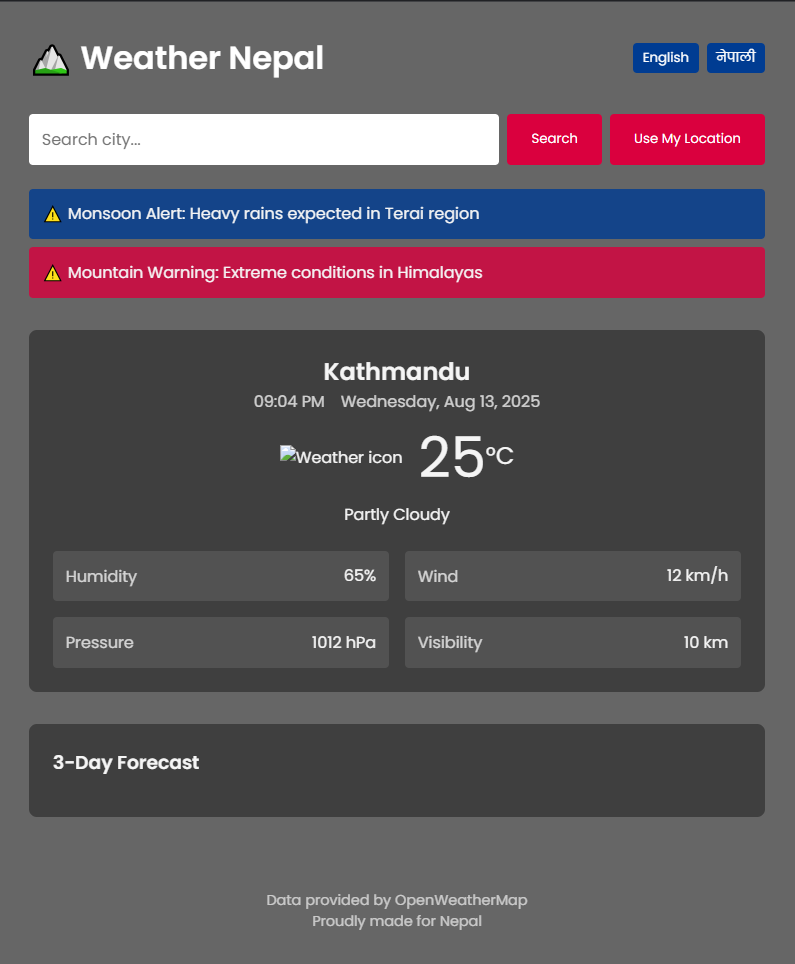 Weather Nepal
English
नेपाली
Search city...
Search
Use My Location
⚠️ Monsoon Alert: Heavy rains expected in Terai region
⚠️ Mountain Warning: Extreme conditions in Himalayas
Kathmandu
09:04 PM Wednesday, Aug 13, 2025
Weather icon 25°C
Partly Cloudy
Humidity 65%
Wind 12 km/h
Pressure 1012 hPa
Visibility 10 km
3-Day Forecast
Data provided by OpenWeatherMap
Proudly made for Nepal